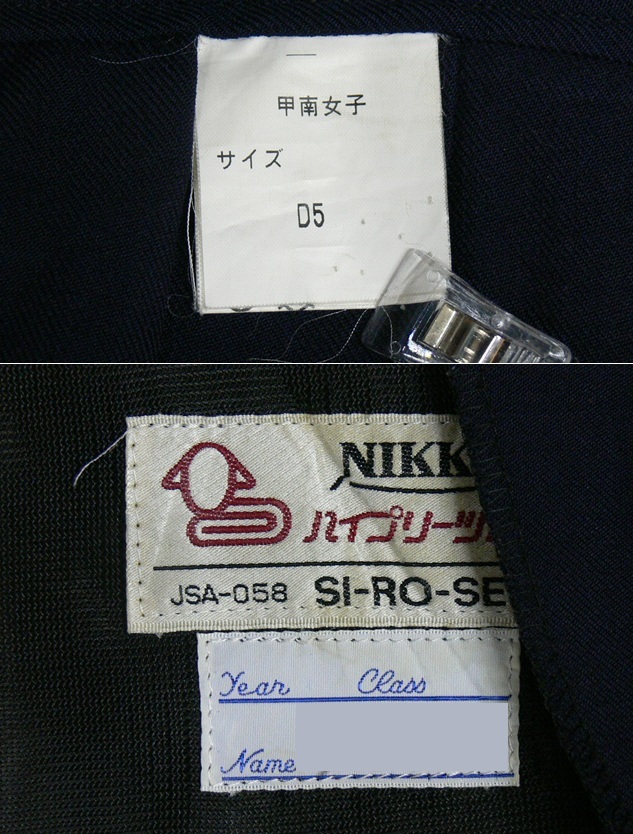 甲南女子
サイズ
D5
NIKK
ハイプリーツ
JSA-058 SI-RO-SE
Year Class
Name